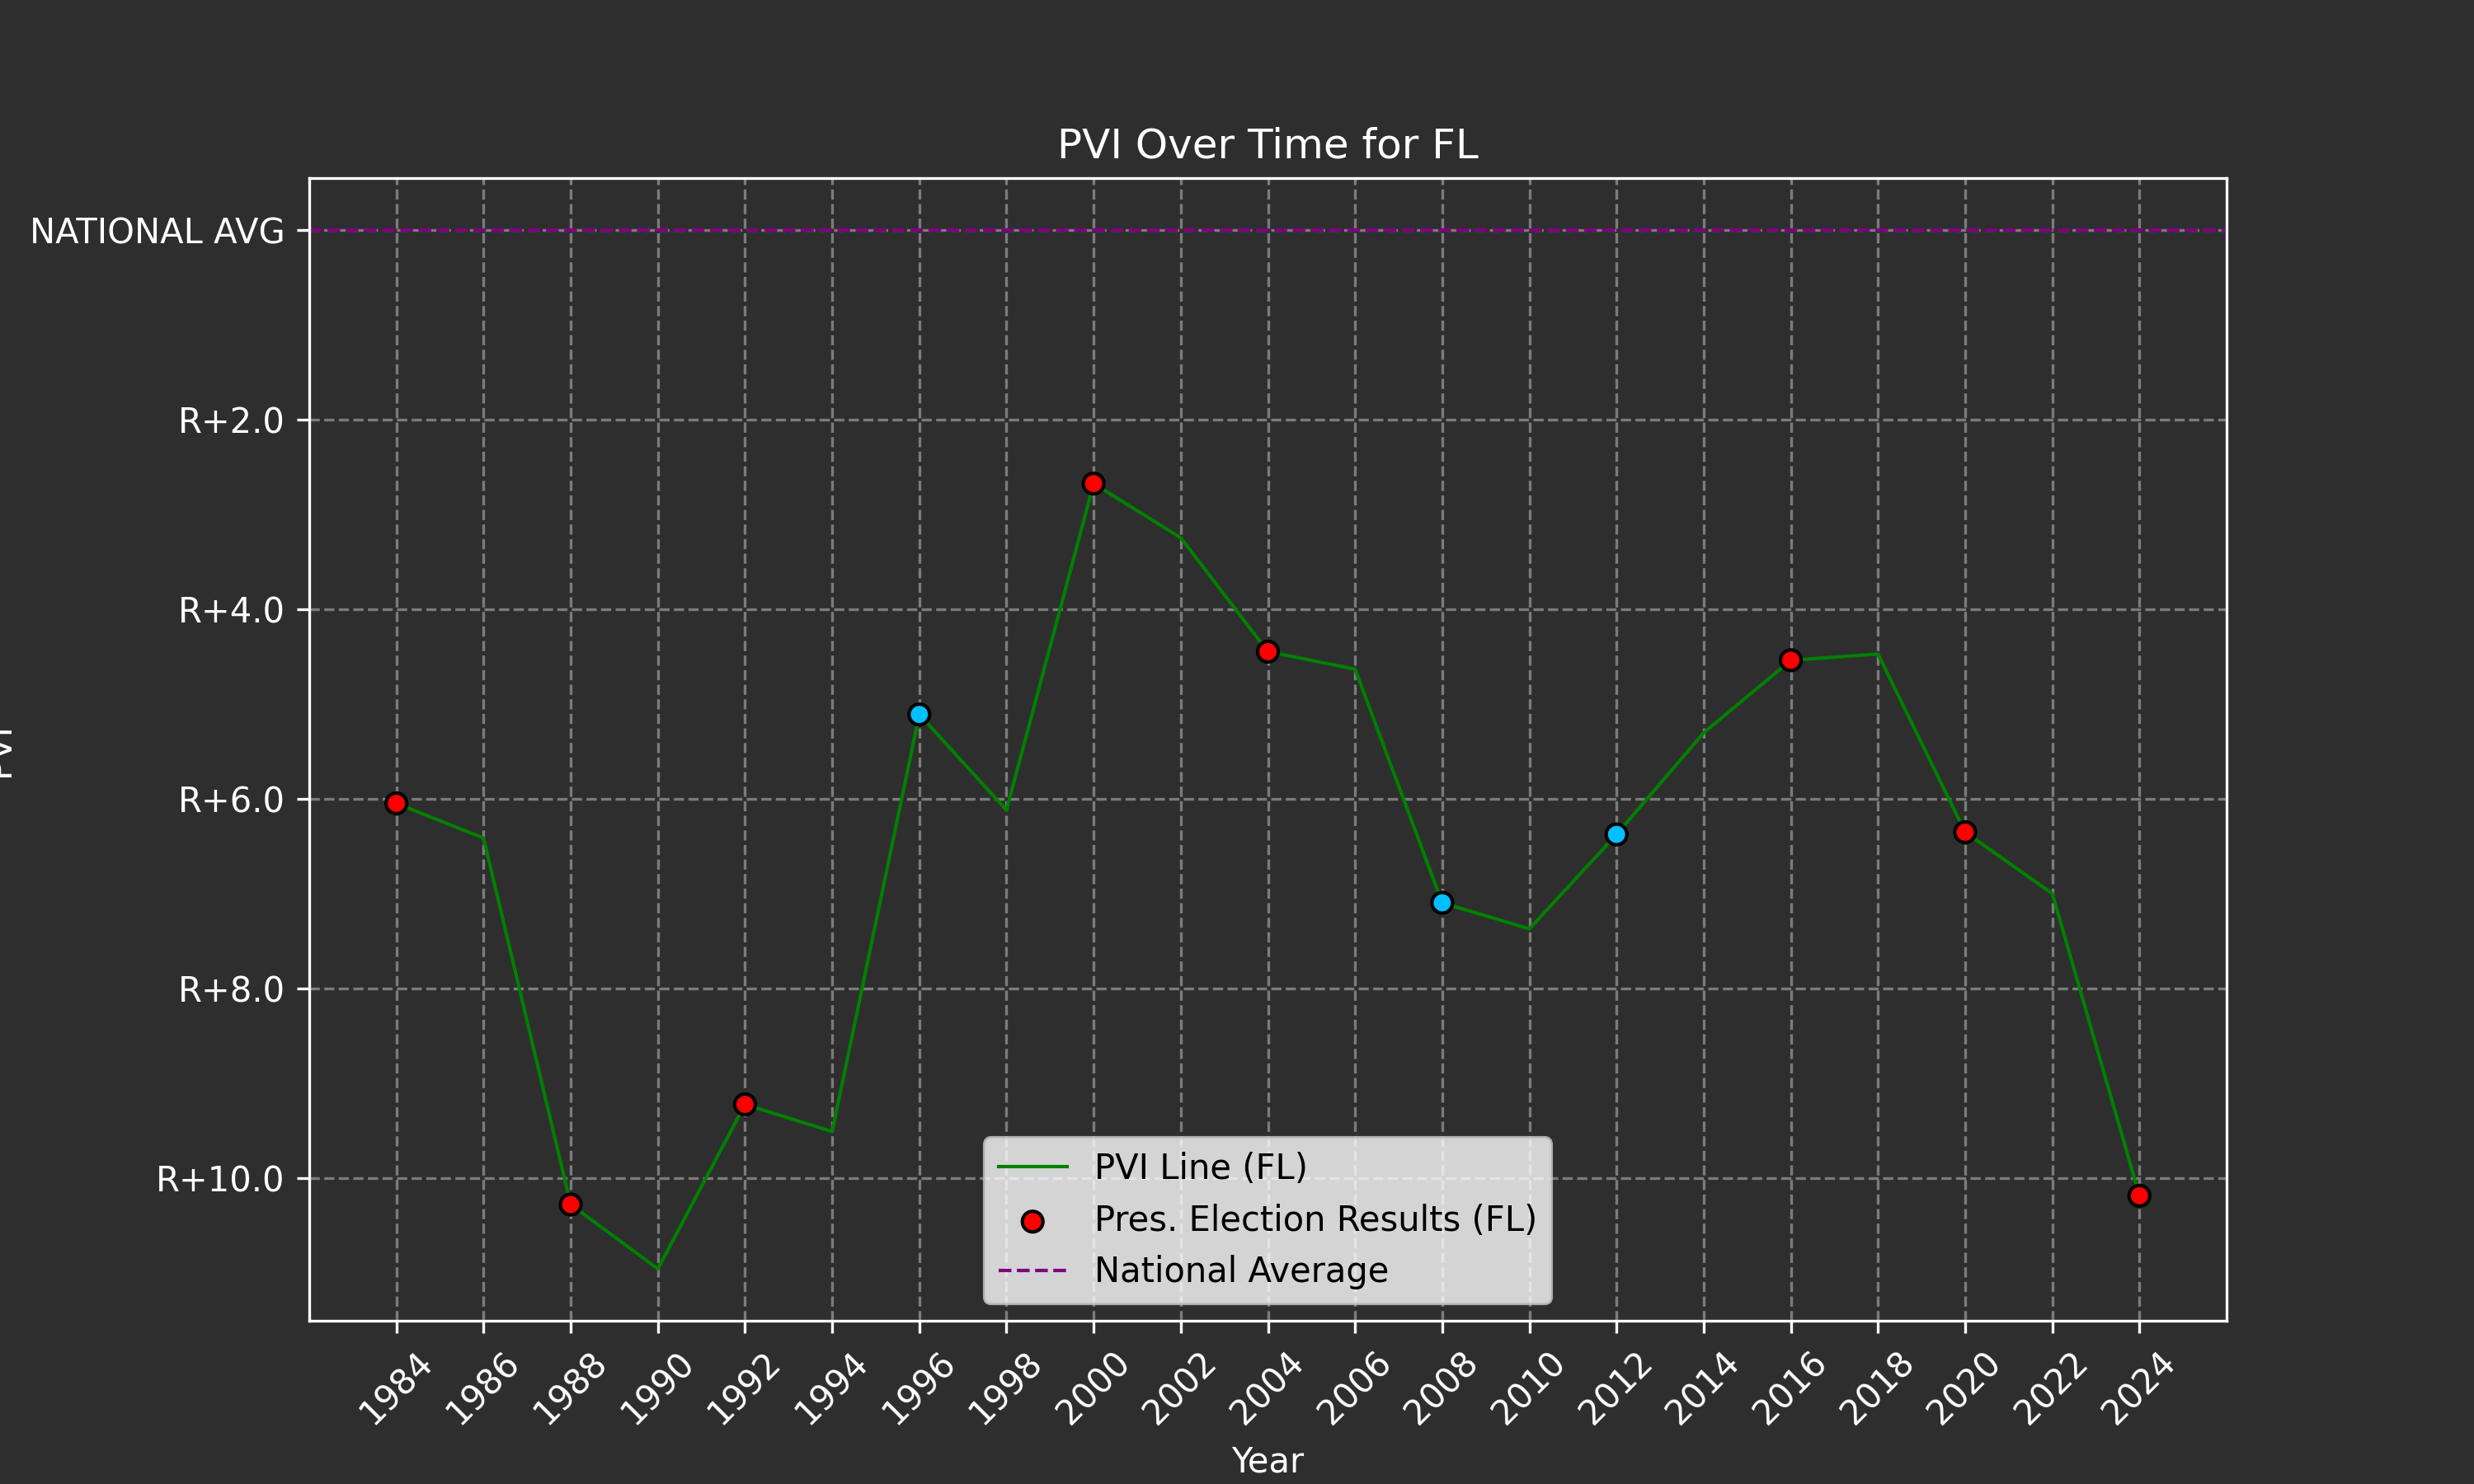 PVI Over Time for FL
NATIONAL AVG
R+2.0
R+4.0
R+6.0
R+8.0
R+10.0
PVI
PVI Line (FL)
Pres. Election Results (FL)
National Average
1984
1986
1988
1990
1992
1994
1996
1998
2000
2002
2004
2006
2008
2010
2012
2014
2016
2018
2020
2022
2024
Year